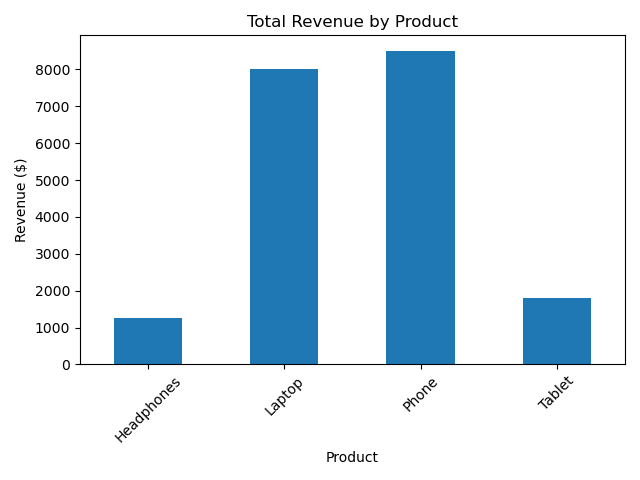 Total Revenue by Product
Revenue ($)
8000
7000
6000
5000
4000
3000
2000
1000
0
Headphones
Laptop
Phone
Tablet
Product